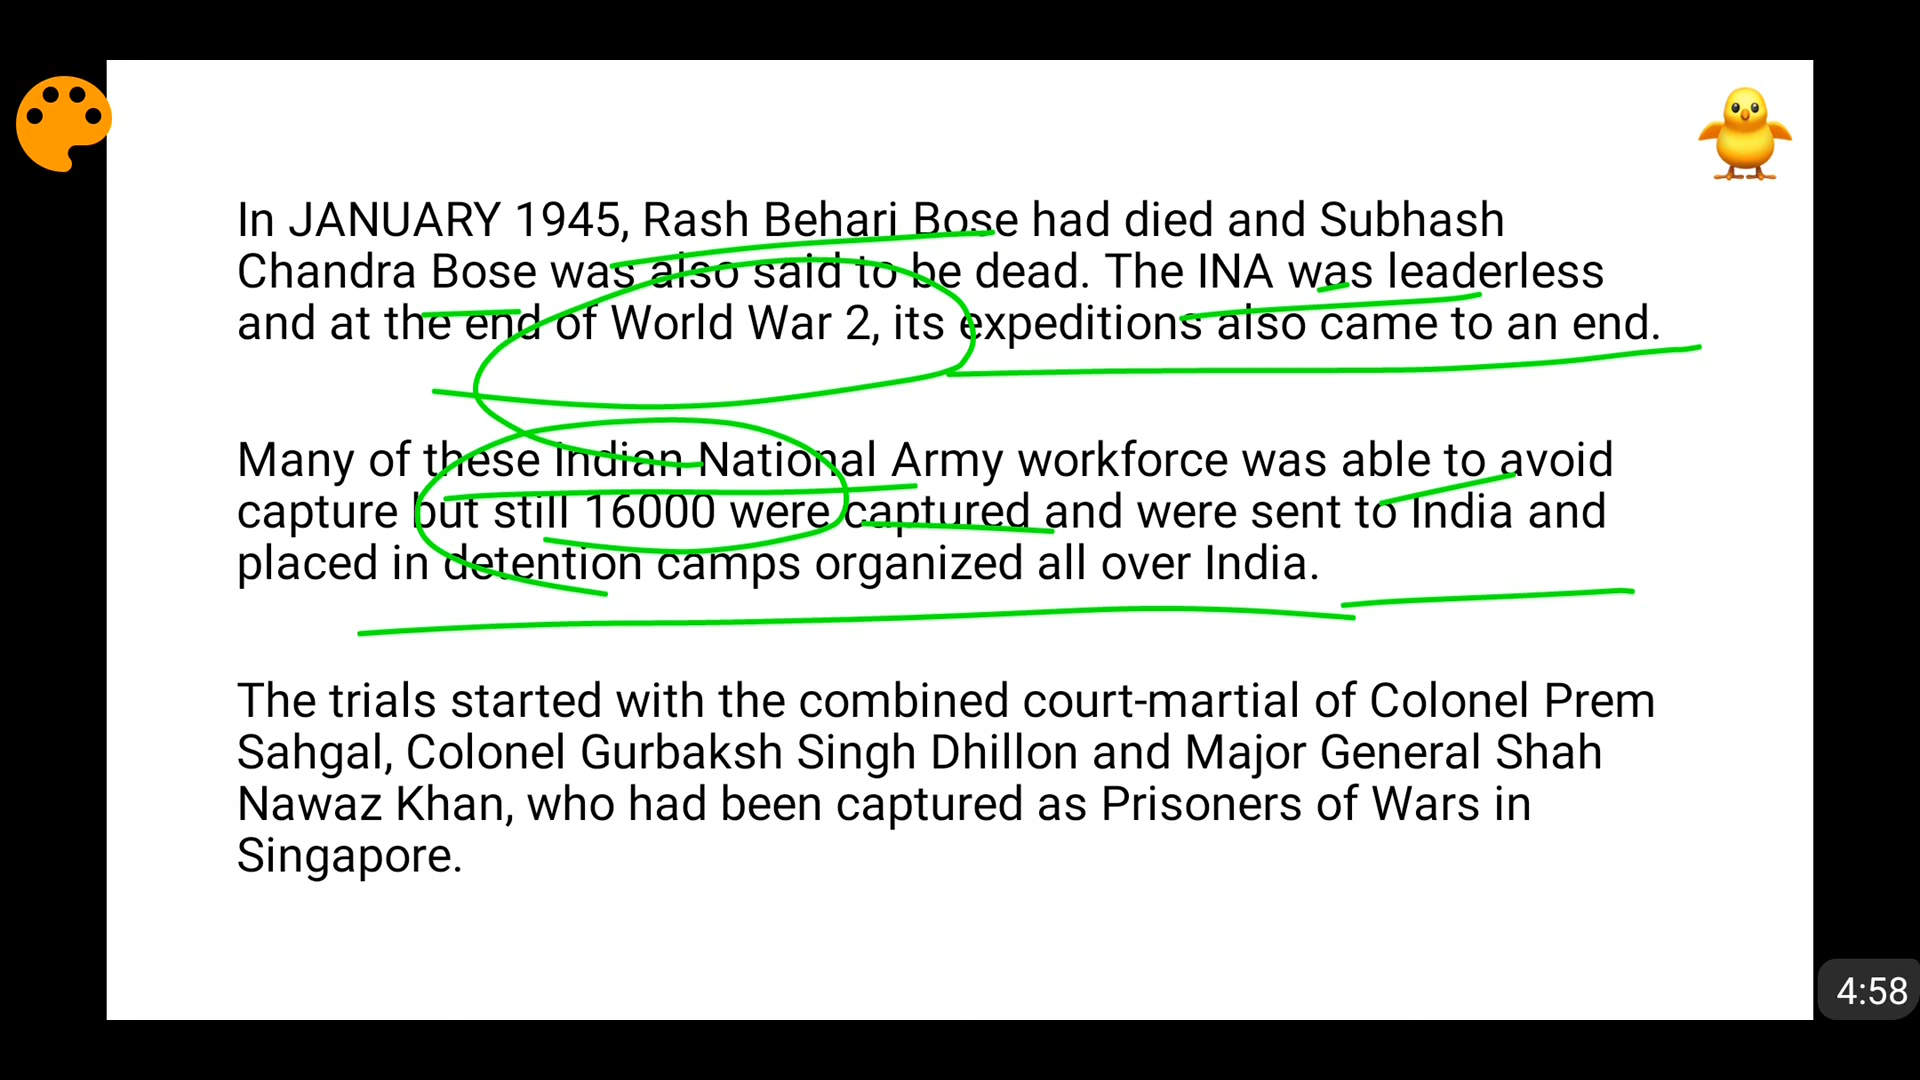 In JANUARY 1945, Rash Behari Bose had died and Subhash
Chandra Bose was also said to be dead. The INA was leaderless
and at the end of World War 2, its expeditions also came to an end.
Many of these Indian National Army workforce was able to avoid
capture but still 16000 were captured and were sent to India and
placed in detention camps organized all over India.
The trials started with the combined court-martial of Colonel Prem
Sahgal, Colonel Gurbaksh Singh Dhillon and Major General Shah
Nawaz Khan, who had been captured as Prisoners of Wars in
Singapore.
4:58